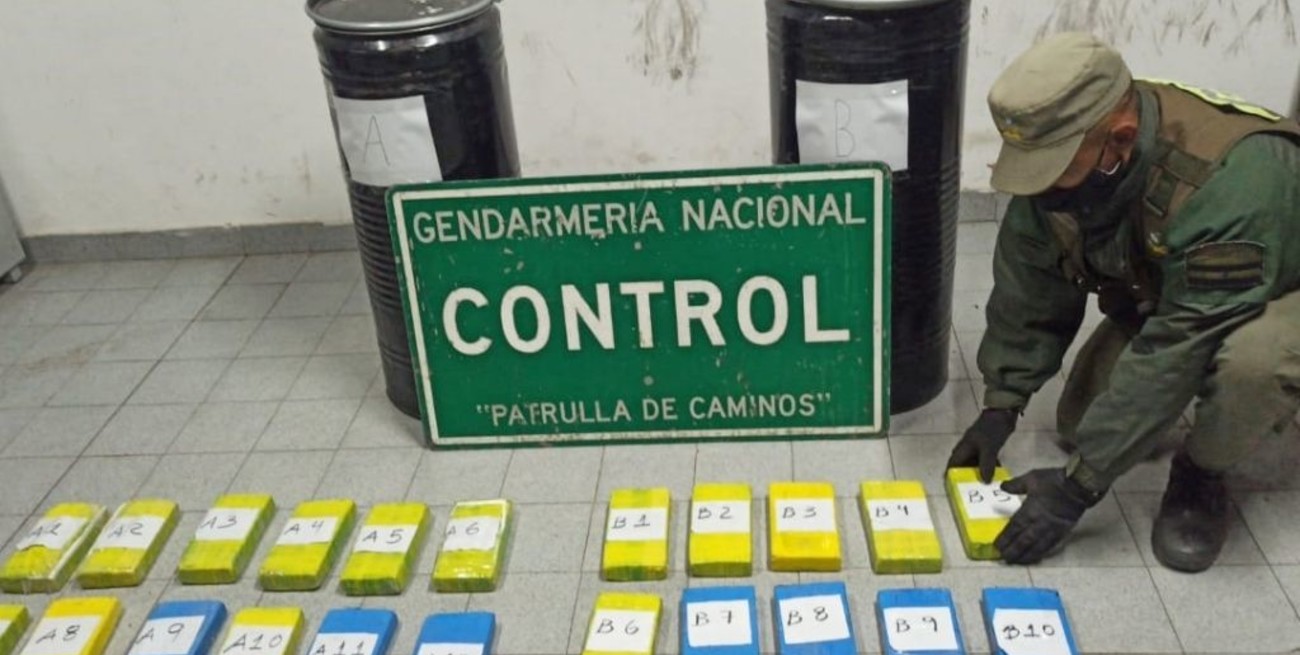 A
B
GENDARMERIA NACIONAL
CONTROL
"PATRULLA DE CAMINOS"
A2
A2
A3
A4
A5
A6
B1
B2
B3
B4
B5
A8
A9
A10
A11
B6
B7
B8
B9
B10